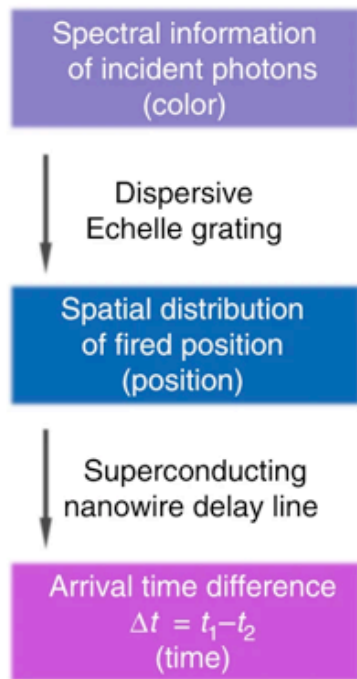 Spectral information
of incident photons
(color)
Dispersive
Echelle grating
Spatial distribution
of fired position
(position)
Superconducting
nanowire delay line
Arrival time difference
Δt = t₁–t₂
(time)